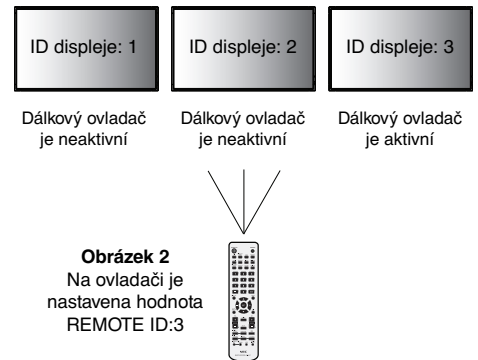 ID displeje: 1
ID displeje: 2
ID displeje: 3
Dálkový ovladač
je neaktivní
Dálkový ovladač
je neaktivní
Dálkový ovladač
je aktivní
Obrázek 2
Na ovladači je
nastavena hodnota
REMOTE ID:3
NEC